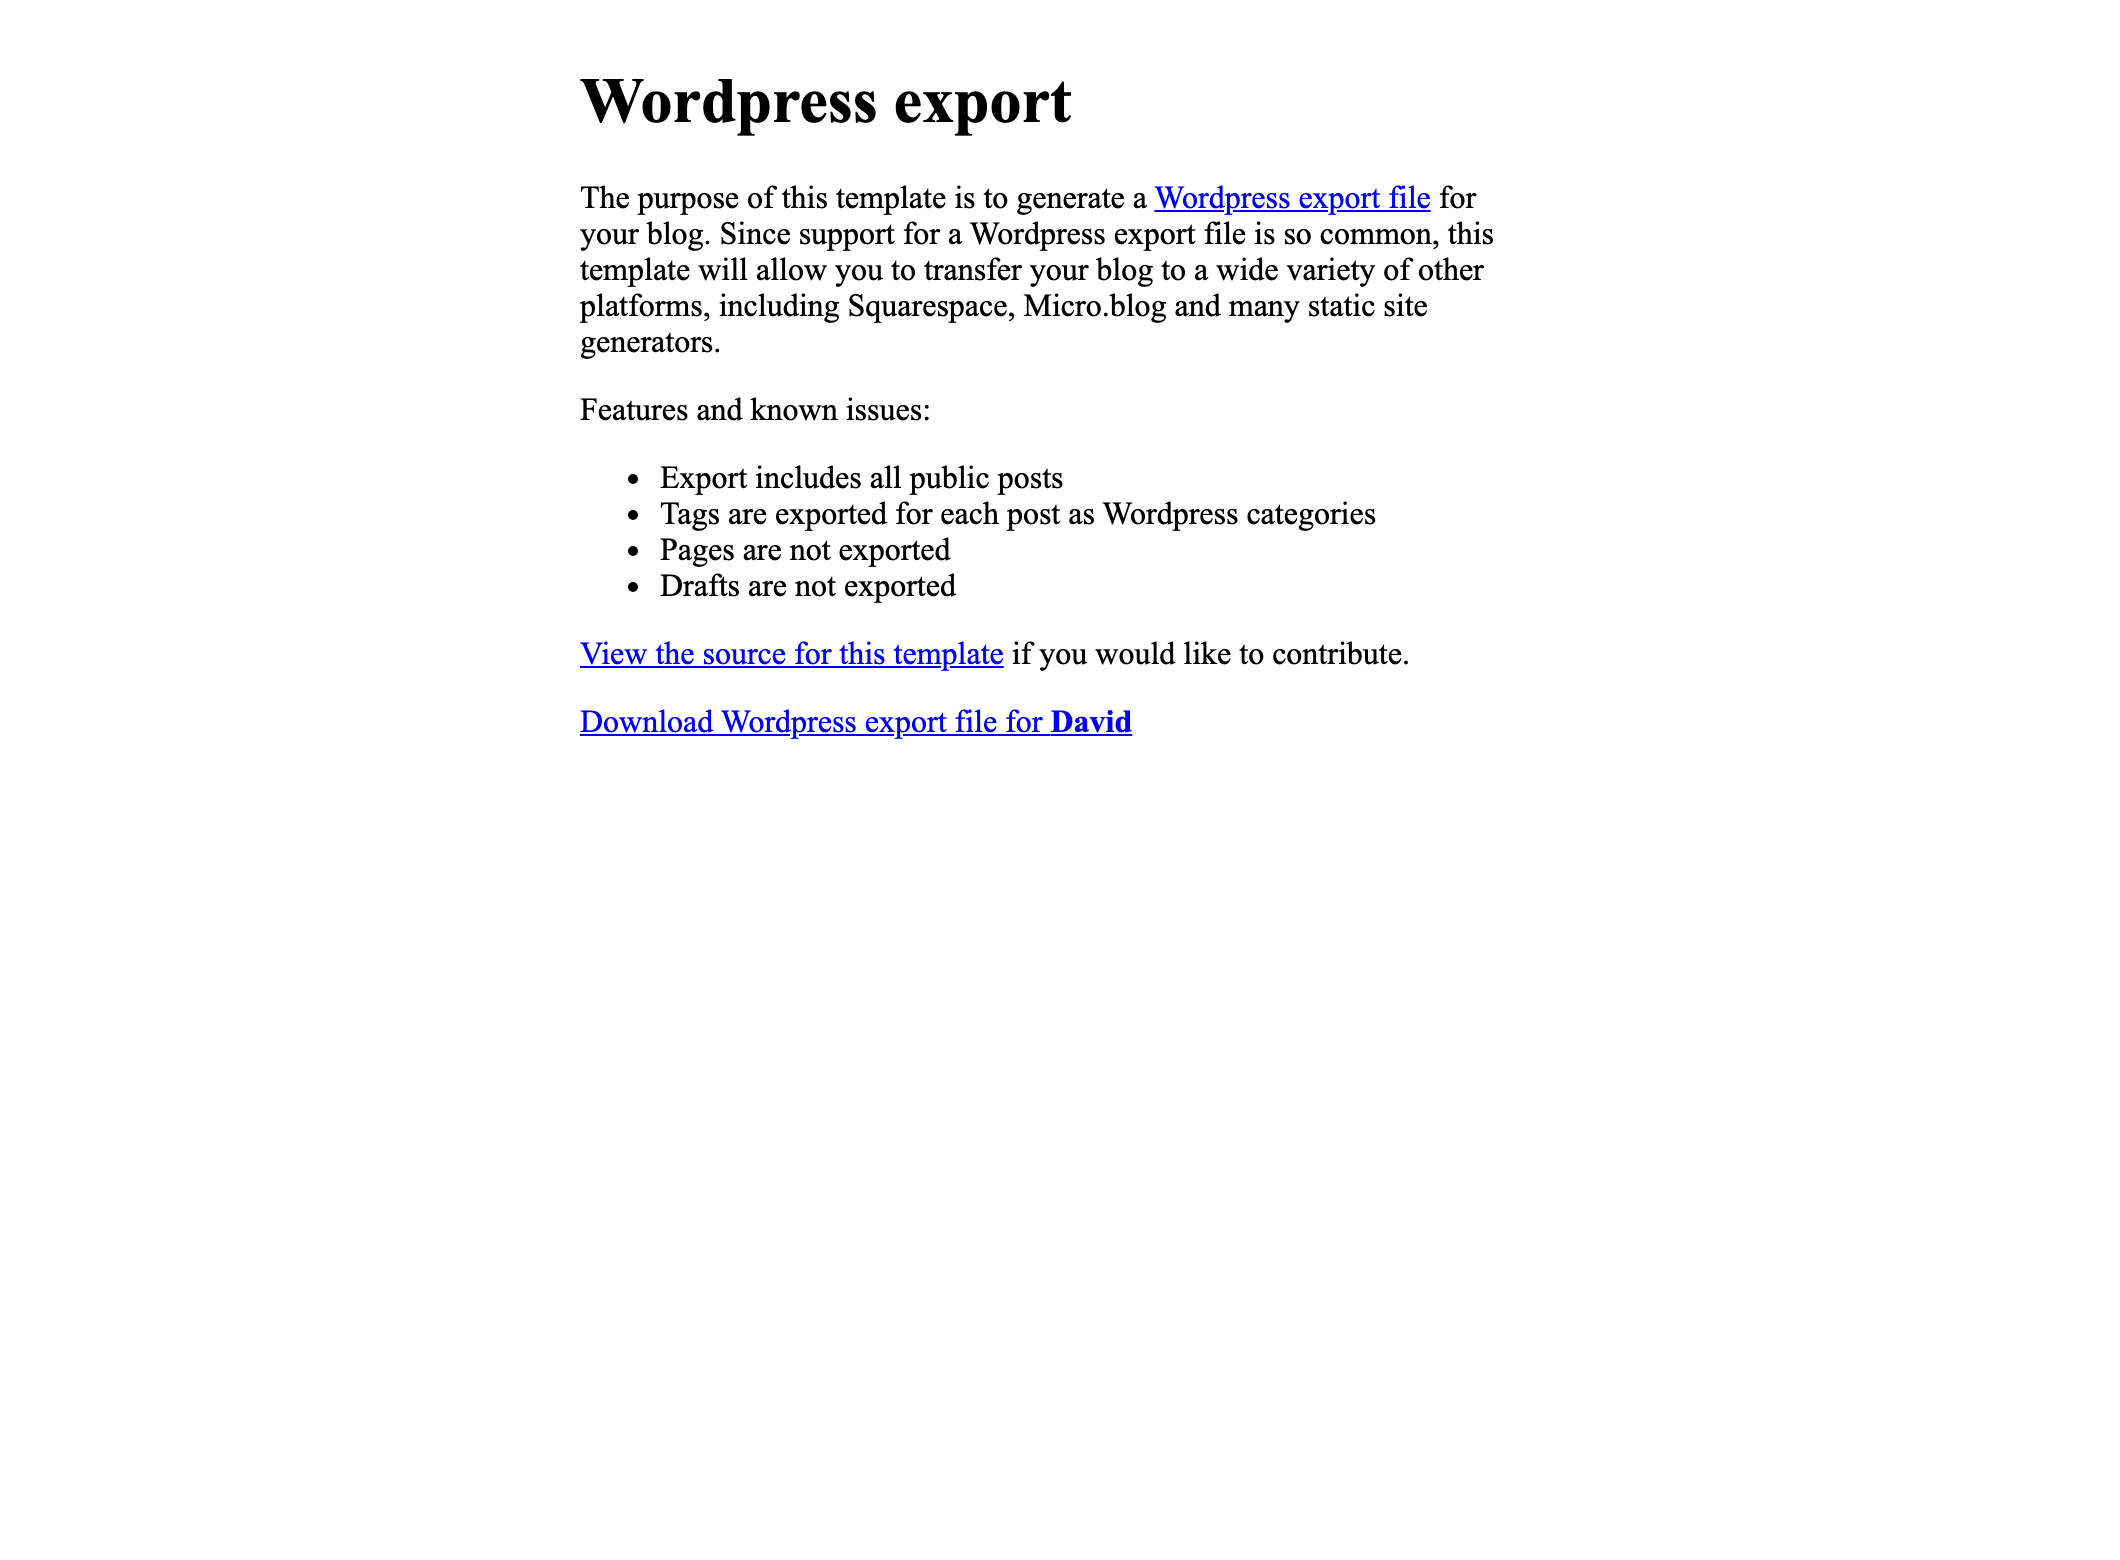 Wordpress export
The purpose of this template is to generate a Wordpress export file for
your blog. Since support for a Wordpress export file is so common, this
template will allow you to transfer your blog to a wide variety of other
platforms, including Squarespace, Micro.blog and many static site
generators.
Features and known issues:
• Export includes all public posts
• Tags are exported for each post as Wordpress categories
• Pages are not exported
• Drafts are not exported
View the source for this template if you would like to contribute.
Download Wordpress export file for David